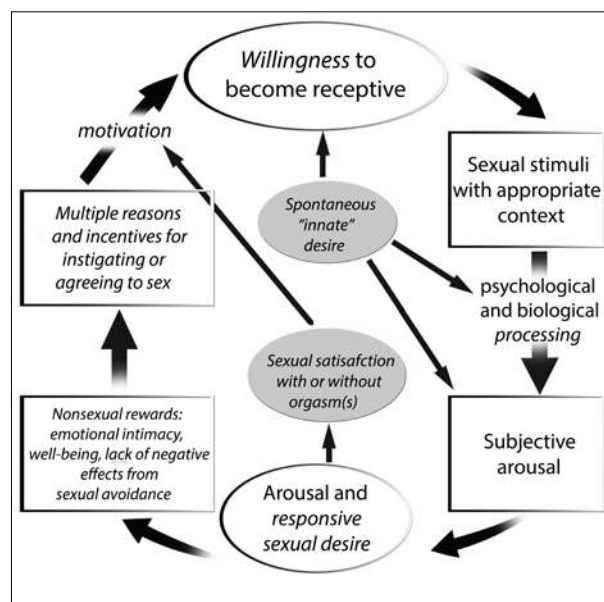 Willingness to
become receptive
motivation
Sexual stimuli
with appropriate
context
Multiple reasons
and incentives for
instigating or
agreeing to sex
Spontaneous
"innate"
desire
psychological
and biological
processing
Sexual satisafction
with or without
orgasm(s)
Nonsexual rewards:
emotional intimacy,
well-being, lack of negative
effects from
sexual avoidance
Subjective
arousal
Arousal and
responsive
sexual desire